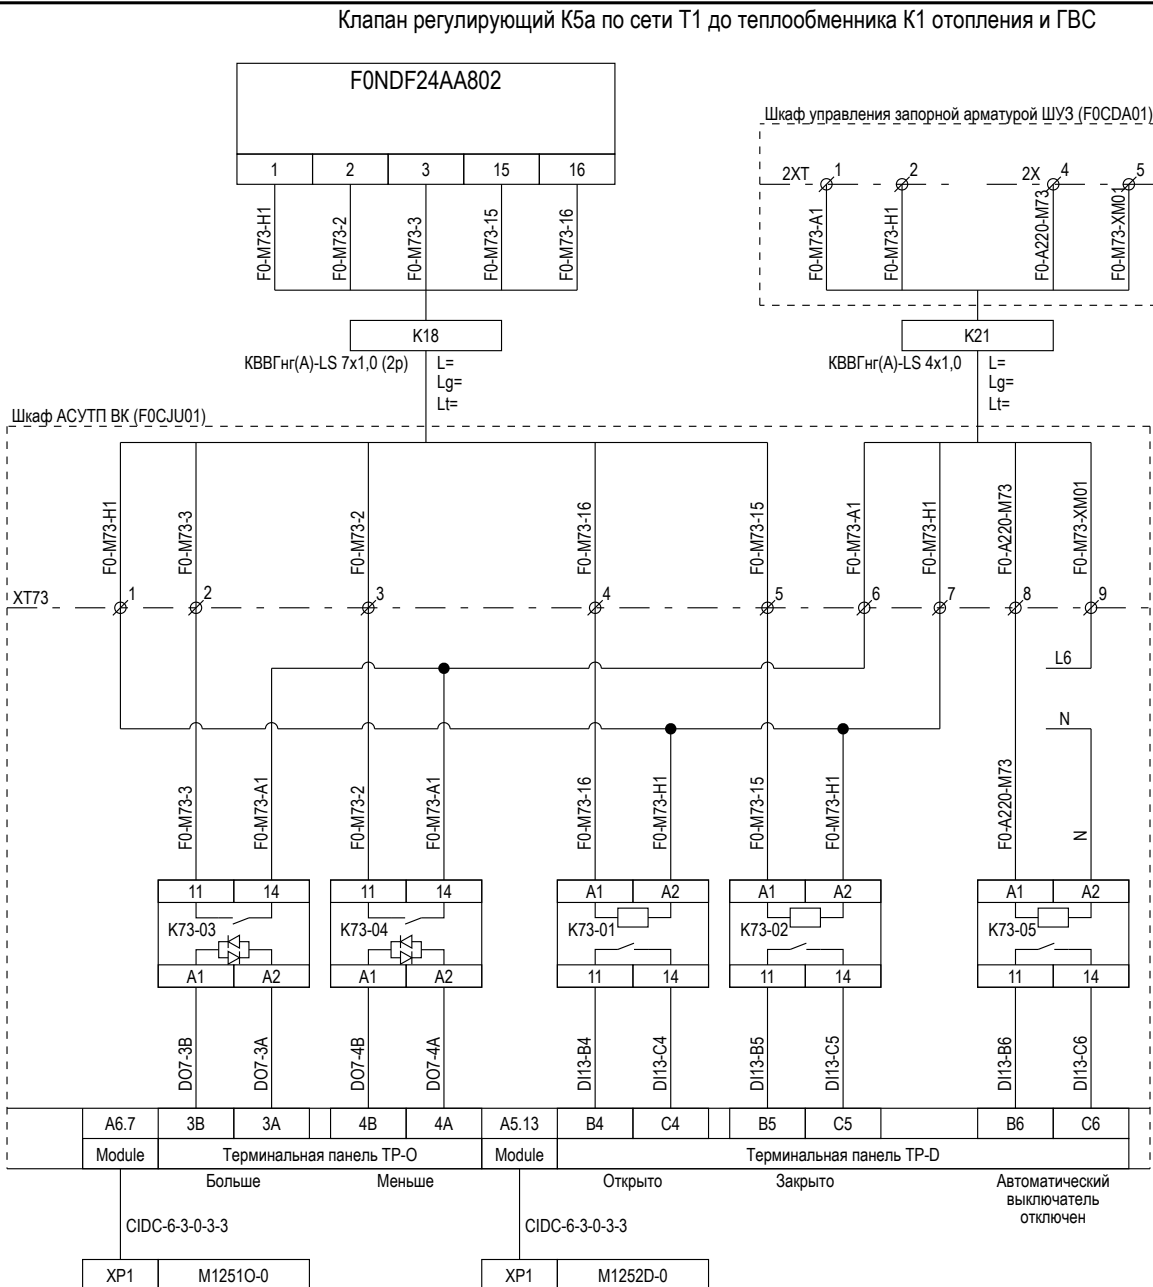 Клапан регулирующий К5а по сети Т1 до теплообменника К1 отопления и ГВС
F0NDF24AA802
1 2 3 15 16
F0-M73-H1 F0-M73-2 F0-M73-3 F0-M73-15 F0-M73-16
Шкаф управления запорной арматурой ШУЗ (F0CDA01)
2XT 1 2 2X 4 5
F0-M73-A1 F0-M73-H1 F0-A220-M73 F0-M73-XM01
K18
КВВГнг(А)-LS 7x1,0 (2р) L=
Lg=
Lt=
K21
КВВГнг(А)-LS 4x1,0 L=
Lg=
Lt=
Шкаф АСУТП ВК (F0CJU01)
F0-M73-H1 F0-M73-3 F0-M73-2 F0-M73-16 F0-M73-15 F0-M73-A1 F0-M73-H1 F0-A220-M73 F0-M73-XM01
XT73 1 2 3 4 5 6 7 8 9
L6
N
F0-M73-3 F0-M73-A1 F0-M73-2 F0-M73-A1 F0-M73-16 F0-M73-H1 F0-M73-15 F0-M73-H1 F0-A220-M73 N
11 14 11 14 A1 A2 A1 A2 A1 A2
K73-03 K73-04 K73-01 K73-02 K73-05
A1 A2 A1 A2 11 14 11 14 11 14
DO7-3B DO7-3A DO7-4B DO7-4A DI13-B4 DI13-C4 DI13-B5 DI13-C5 DI13-B6 DI13-C6
A6.7 3B 3A 4B 4A A5.13 B4 C4 B5 C5 B6 C6
Module Терминальная панель TP-O Module Терминальная панель TP-D
Больше Меньше Открыто Закрыто Автоматический
выключатель
отключен
CIDC-6-3-0-3-3 CIDC-6-3-0-3-3
XP1 M1251O-0 XP1 M1252D-0